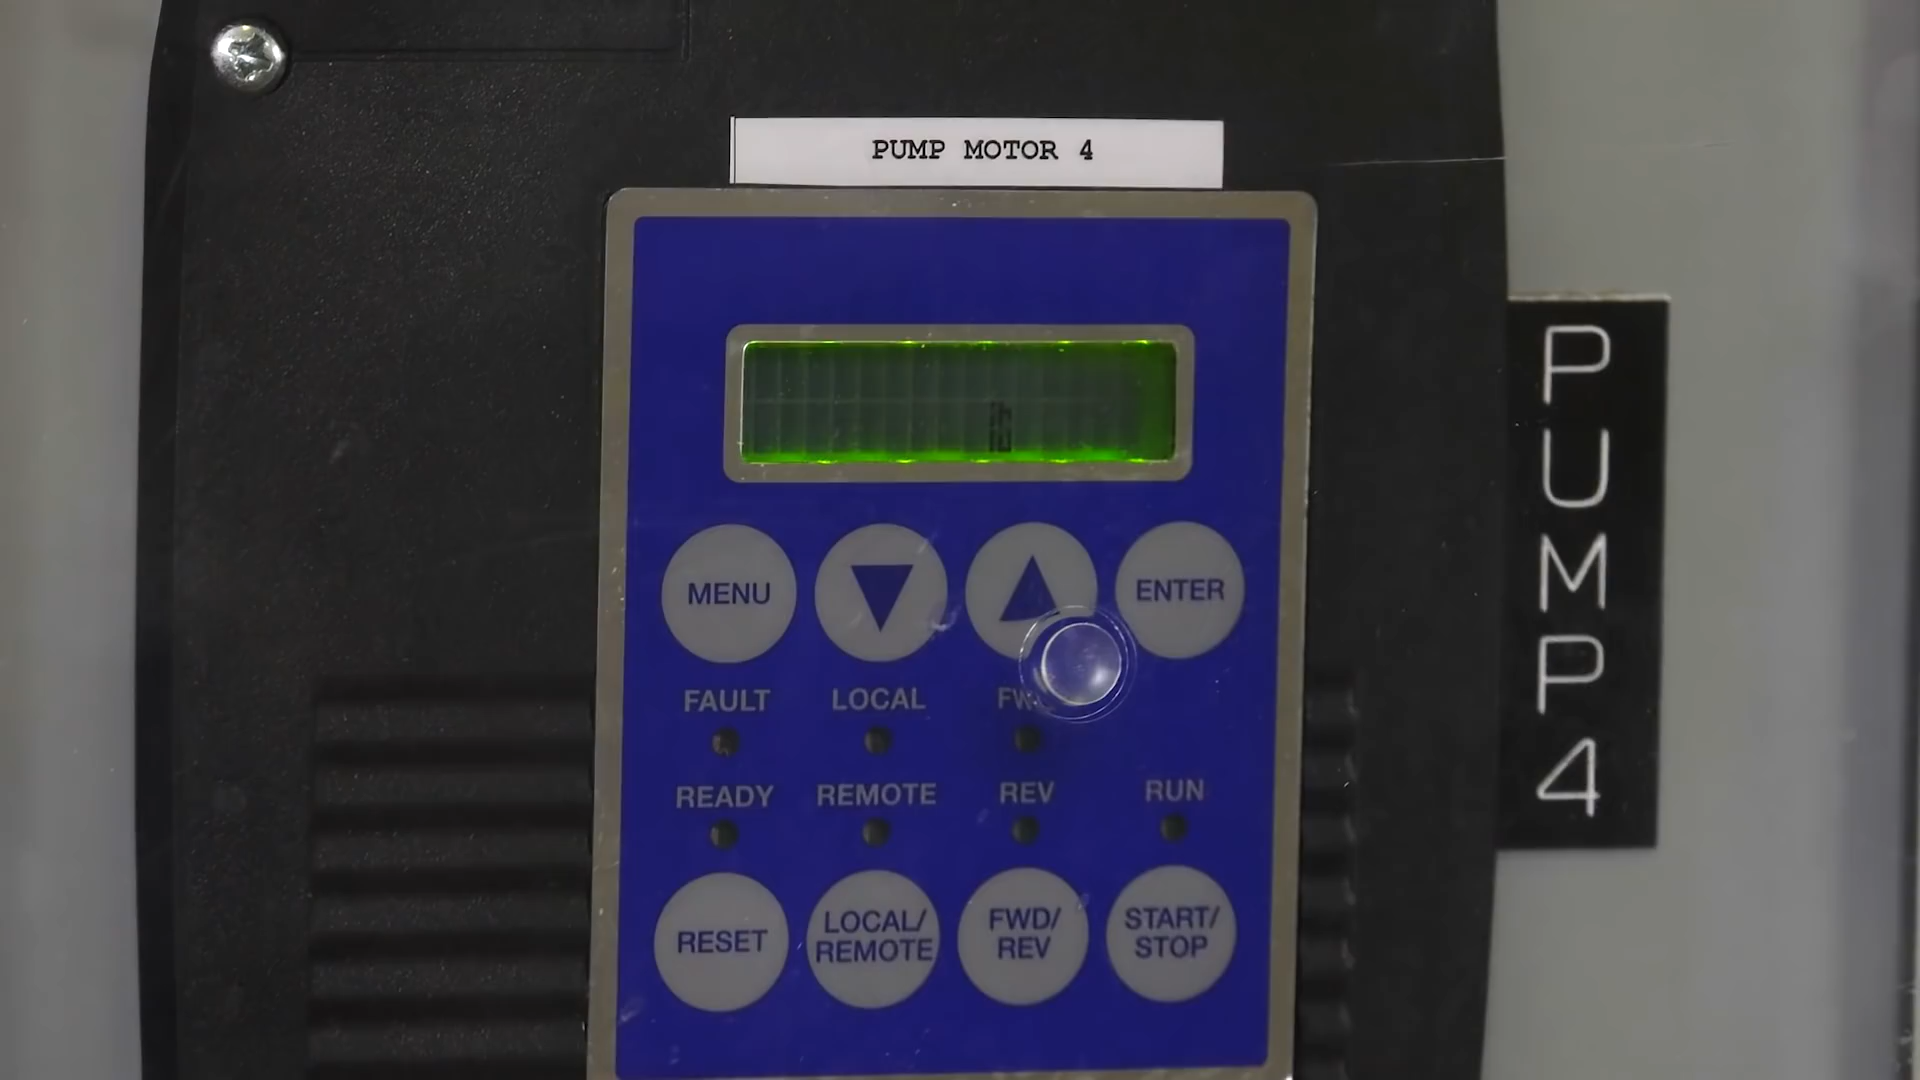 PUMP MOTOR 4
MENU
ENTER
FAULT
LOCAL
READY
REMOTE
REV
RUN
RESET
LOCAL/
REMOTE
FWD/
REV
START/
STOP
PUMP 4